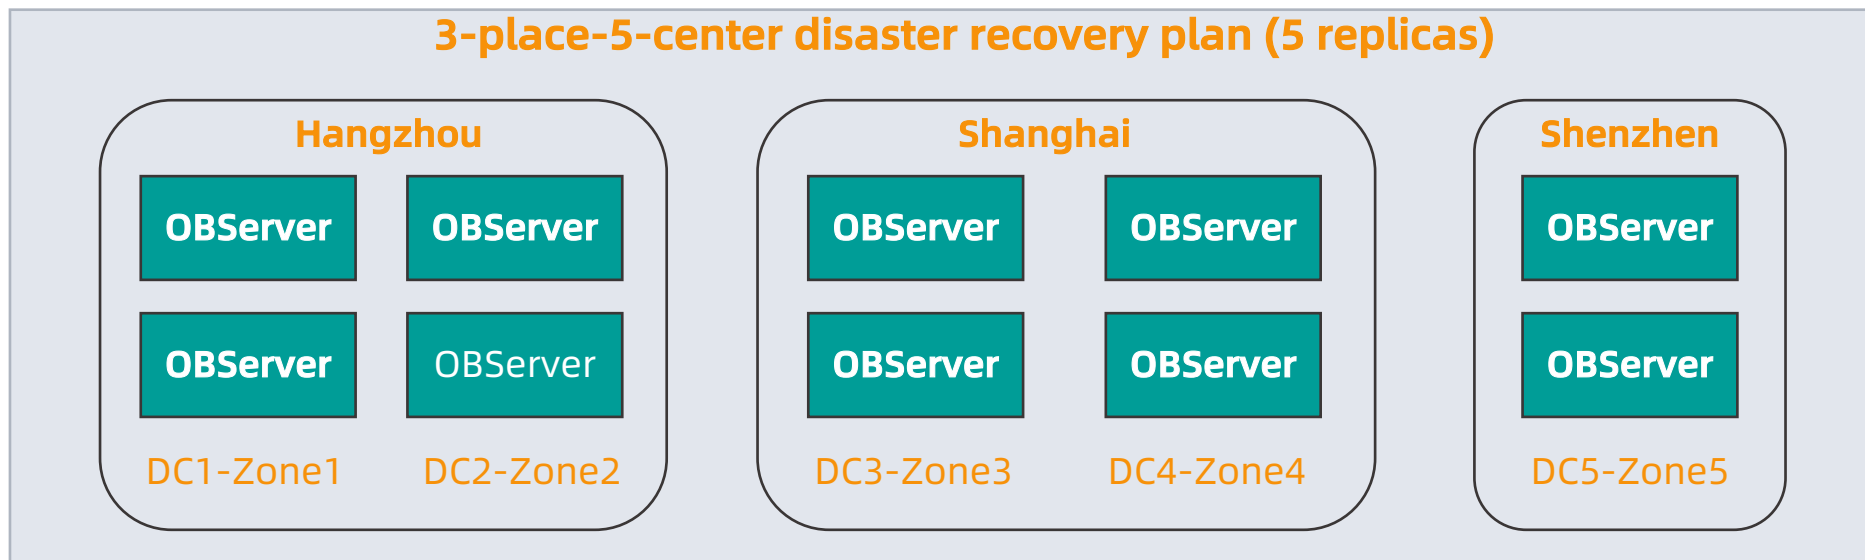 3-place-5-center disaster recovery plan (5 replicas)
Hangzhou
OBServer
OBServer
OBServer
OBServer
DC1-Zone1
DC2-Zone2
Shanghai
OBServer
OBServer
OBServer
OBServer
DC3-Zone3
DC4-Zone4
Shenzhen
OBServer
OBServer
DC5-Zone5